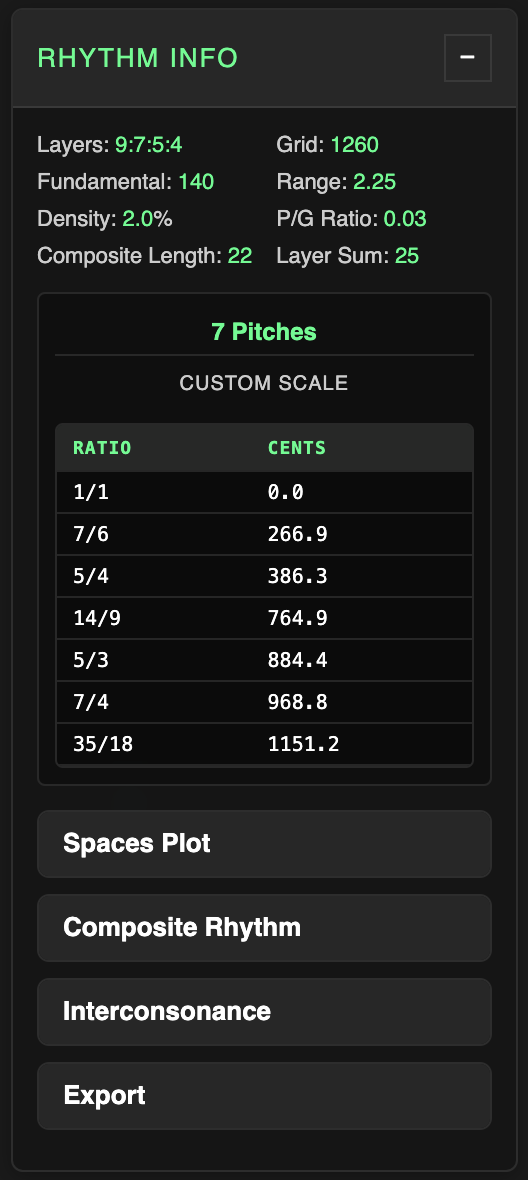 RHYTHM INFO −
Layers: 9:7:5:4 Grid: 1260
Fundamental: 140 Range: 2.25
Density: 2.0% P/G Ratio: 0.03
Composite Length: 22 Layer Sum: 25
7 Pitches
CUSTOM SCALE
RATIO CENTS
1/1 0.0
7/6 266.9
5/4 386.3
14/9 764.9
5/3 884.4
7/4 968.8
35/18 1151.2
Spaces Plot
Composite Rhythm
Interconsonance
Export